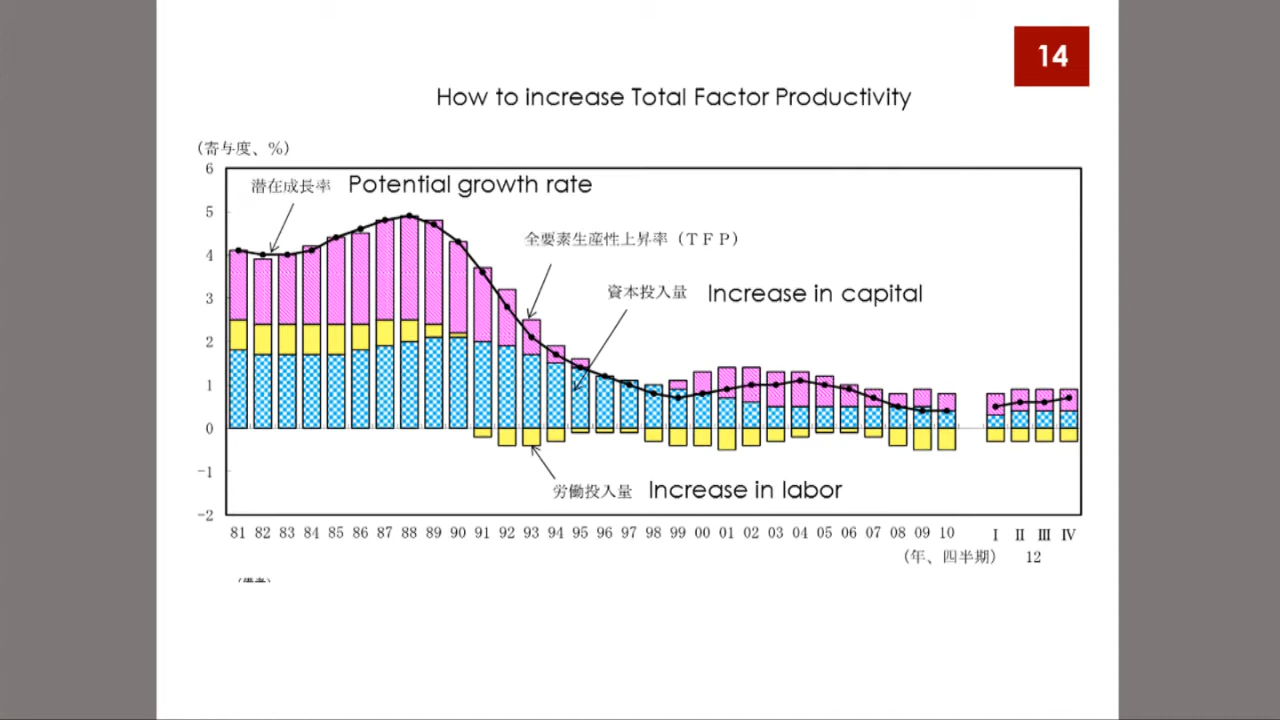 14
How to increase Total Factor Productivity
(寄与度、%)
6
潜在成長率 Potential growth rate
5
全要素生産性上昇率(TFP)
4
資本投入量 Increase in capital
3
2
1
0
-1
労働投入量 Increase in labor
-2
81 82 83 84 85 86 87 88 89 90 91 92 93 94 95 96 97 98 99 00 01 02 03 04 05 06 07 08 09 10 Ⅰ Ⅱ Ⅲ Ⅳ
(年、四半期) 12